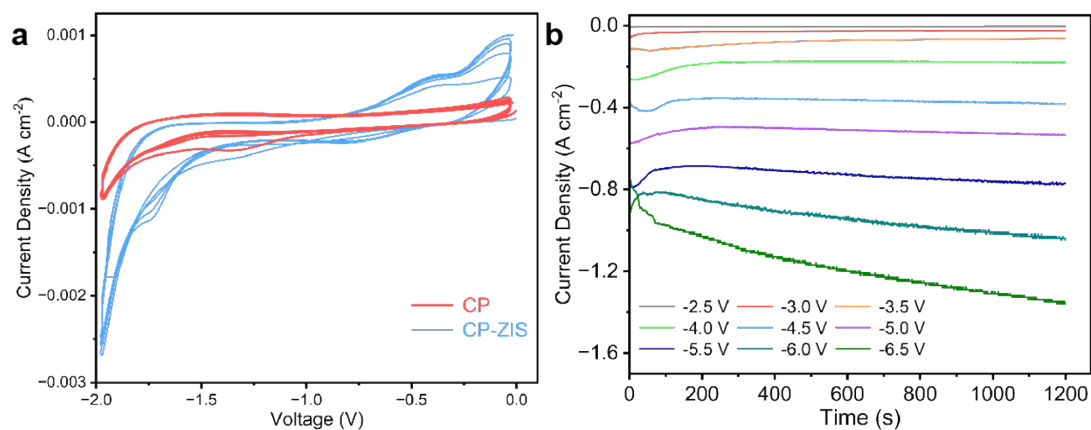 a
Current Density (A cm⁻²)
0.001
0.000
−0.001
−0.002
−0.003
−2.0 −1.5 −1.0 −0.5 0.0
Voltage (V)
CP
CP-ZIS
b
Current Density (A cm⁻²)
0.0
−0.4
−0.8
−1.2
−1.6
0 200 400 600 800 1000 1200
Time (s)
-2.5 V -3.0 V -3.5 V
-4.0 V -4.5 V -5.0 V
-5.5 V -6.0 V -6.5 V